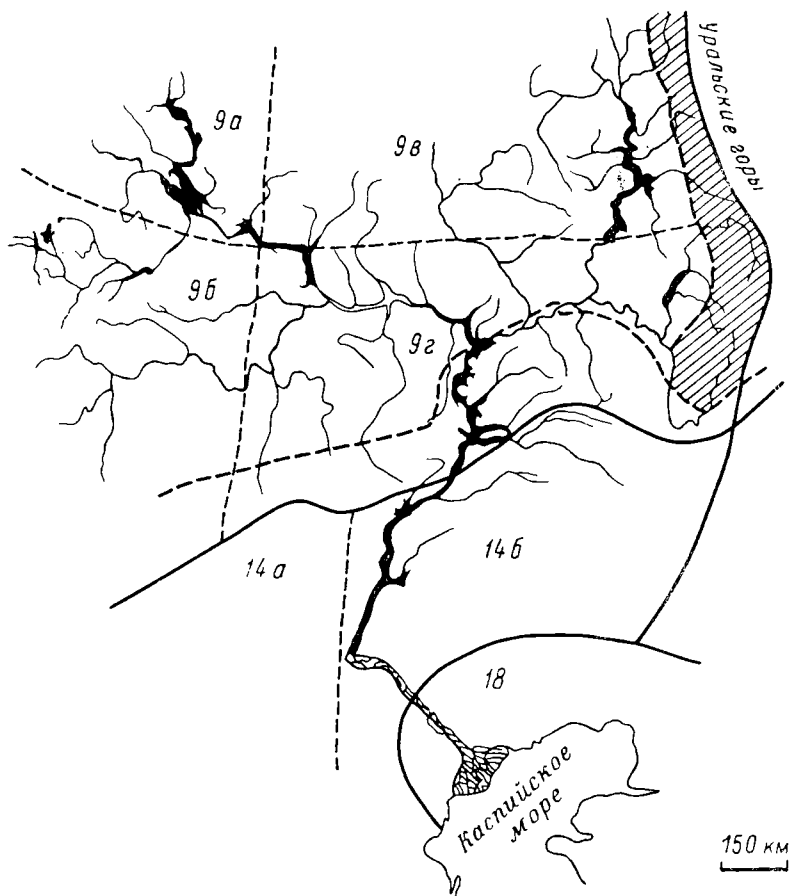 Уральские горы
9а
9в
9б
9г
14а
14б
18
Каспийское
море
150 км